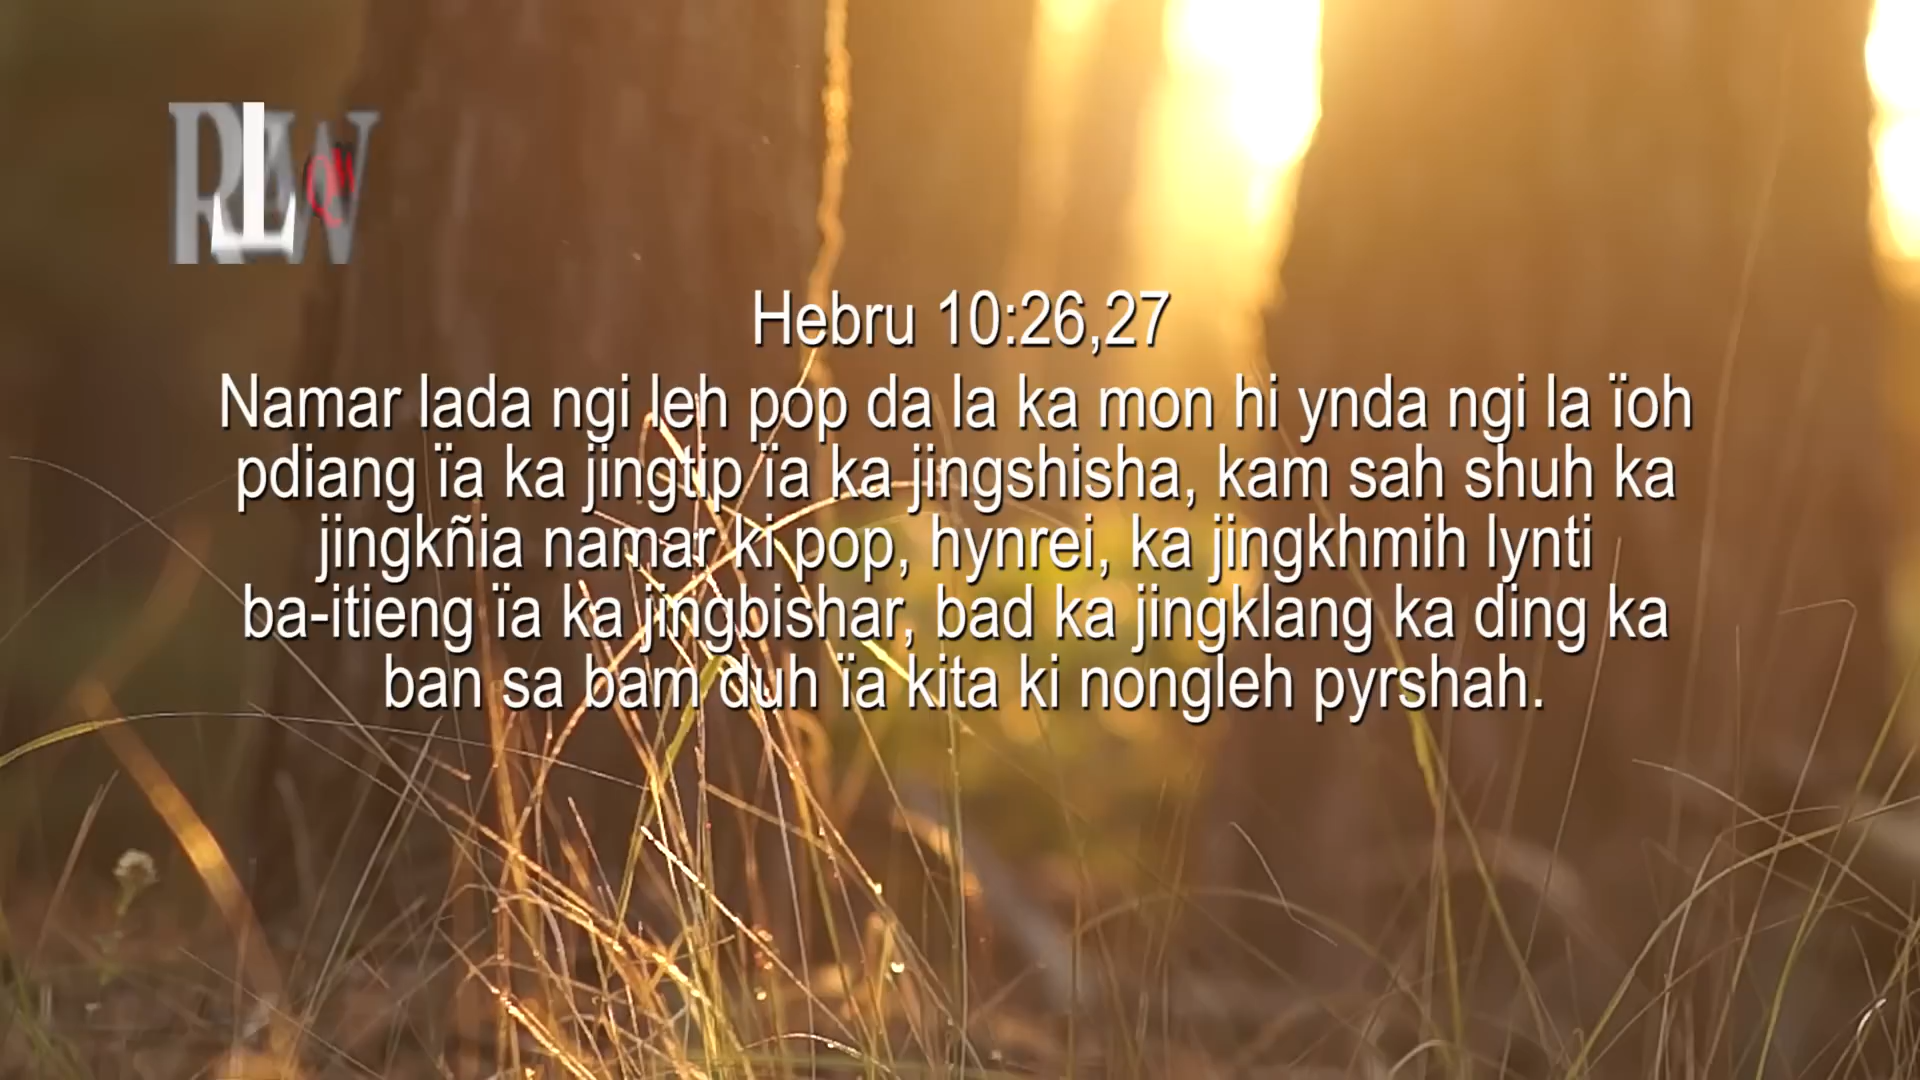 Hebru 10:26,27
Namar lada ngi leh pop da la ka mon hi ynda ngi la ïoh
pdiang ïa ka jingtip ïa ka jingshisha, kam sah shuh ka
jingkñia namar ki pop, hynrei, ka jingkhmih lynti
ba-itieng ïa ka jingbishar, bad ka jingklang ka ding ka
ban sa bam duh ïa kita ki nongleh pyrshah.